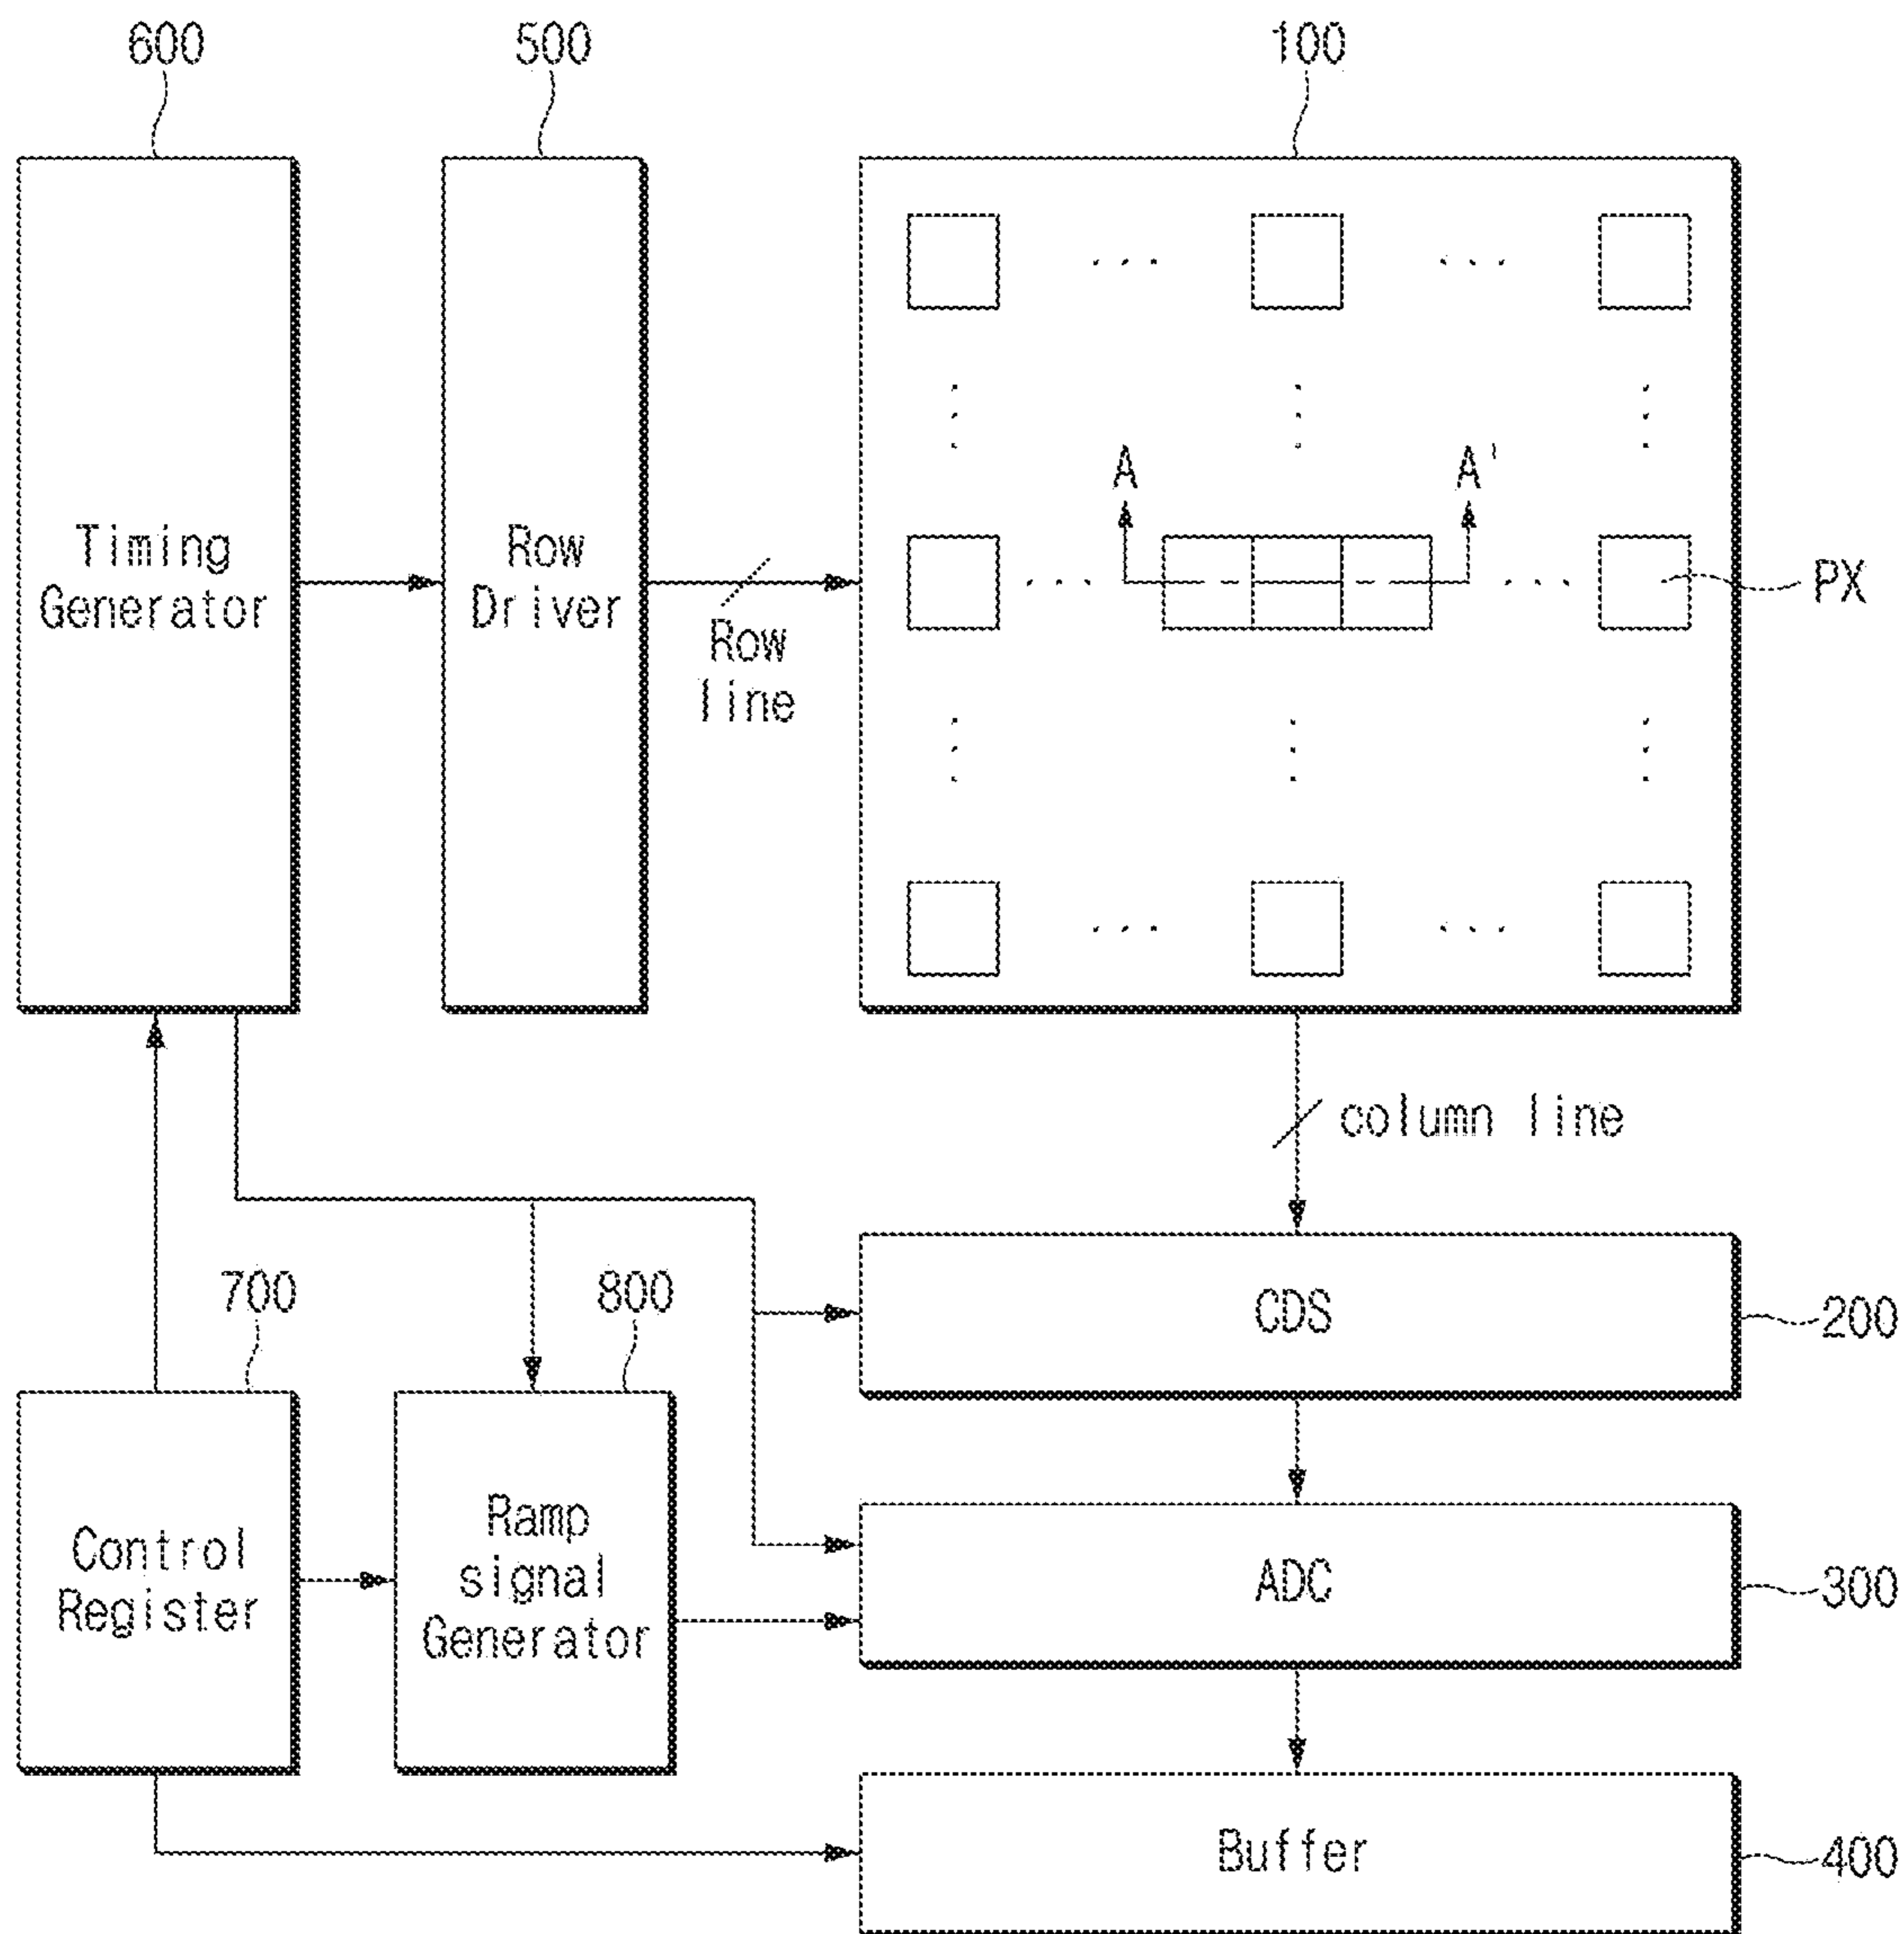 600
500
100
Timing
Generator
Row
Driver
Row
line
A
A'
PX
column line
700
800
CDS
200
Control
Register
Ramp
signal
Generator
ADC
300
Buffer
400